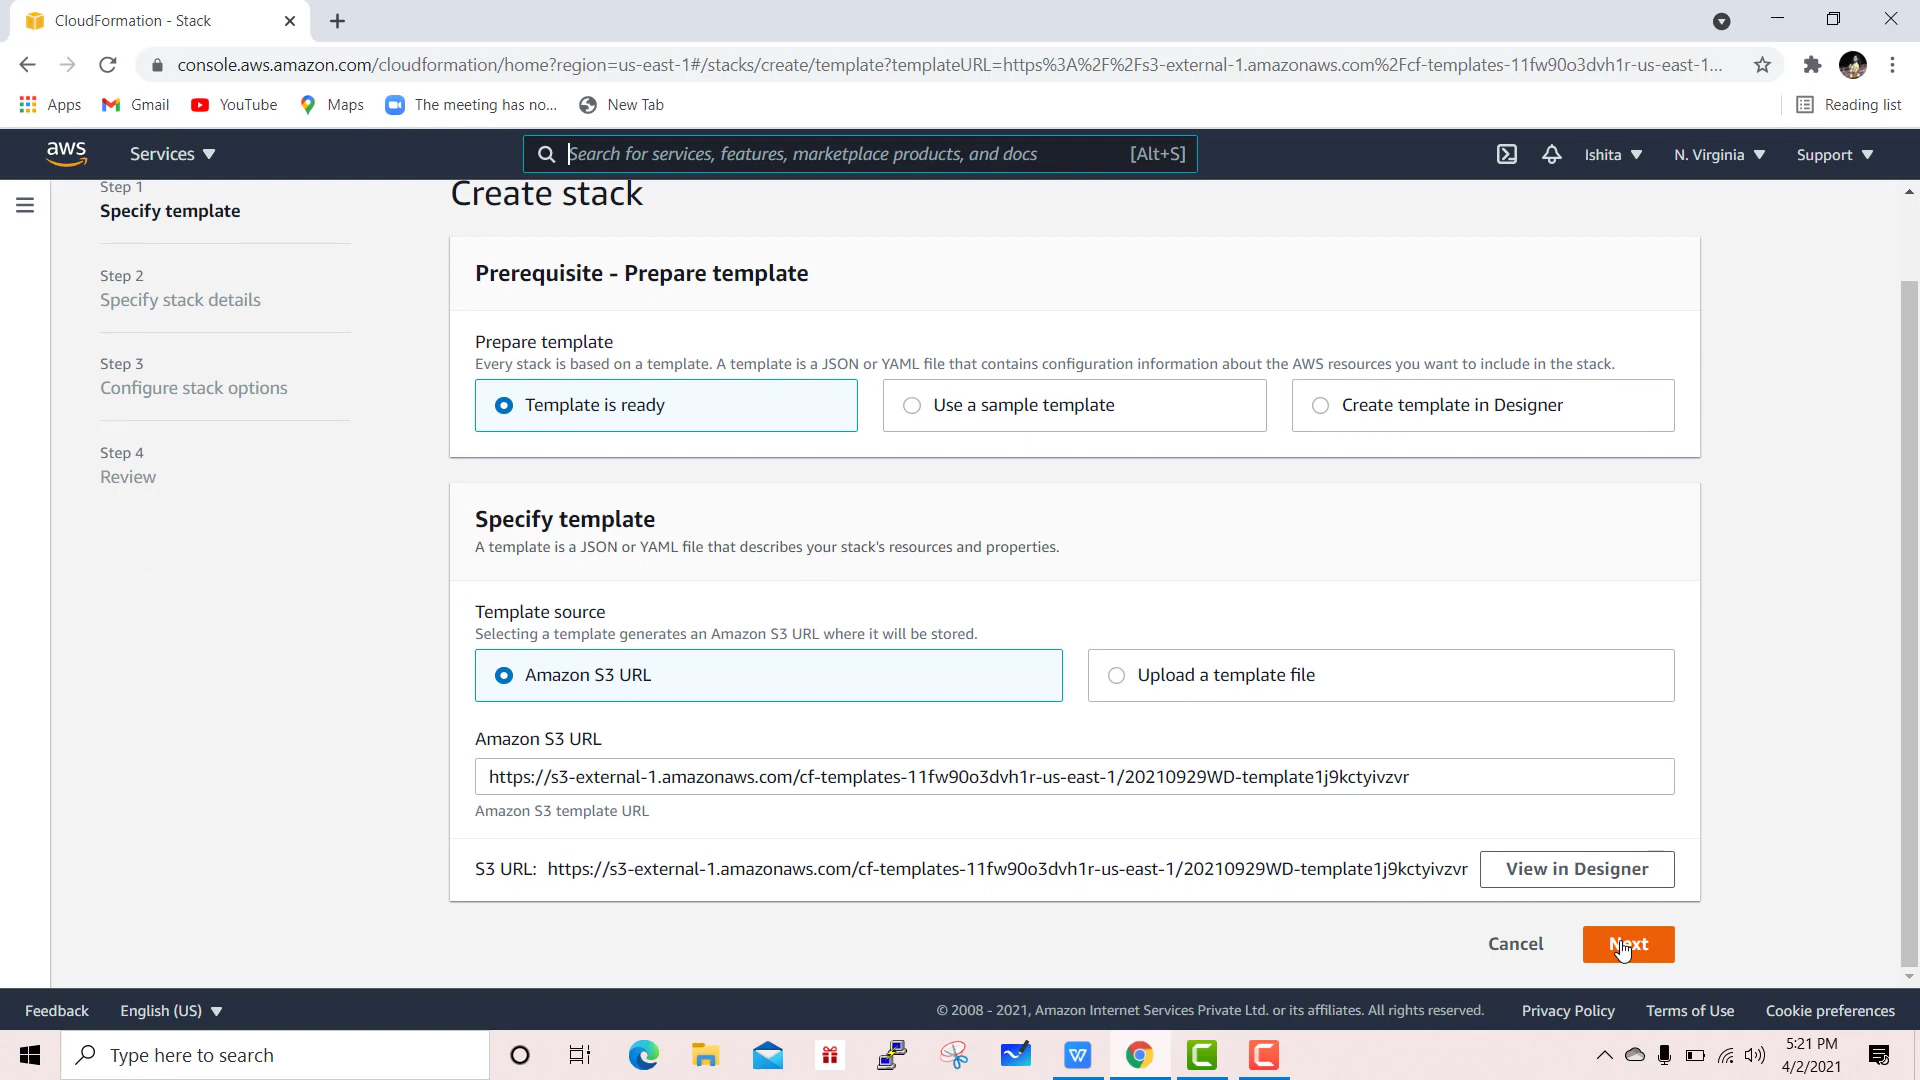 CloudFormation - Stack
console.aws.amazon.com/cloudformation/home?region=us-east-1#/stacks/create/template?templateURL=https%3A%2F%2Fs3-external-1.amazonaws.com%2Fcf-templates-11fw90o3dvh1r-us-east-1...
Apps Gmail YouTube Maps The meeting has no... New Tab Reading list
aws Services Search for services, features, marketplace products, and docs [Alt+S] Ishita N. Virginia Support
Step 1
Specify template
Step 2
Specify stack details
Step 3
Configure stack options
Step 4
Review
Create stack
Prerequisite - Prepare template
Prepare template
Every stack is based on a template. A template is a JSON or YAML file that contains configuration information about the AWS resources you want to include in the stack.
Template is ready Use a sample template Create template in Designer
Specify template
A template is a JSON or YAML file that describes your stack's resources and properties.
Template source
Selecting a template generates an Amazon S3 URL where it will be stored.
Amazon S3 URL Upload a template file
Amazon S3 URL
https://s3-external-1.amazonaws.com/cf-templates-11fw90o3dvh1r-us-east-1/20210929WD-template1j9kctyivzvr
Amazon S3 template URL
S3 URL: https://s3-external-1.amazonaws.com/cf-templates-11fw90o3dvh1r-us-east-1/20210929WD-template1j9kctyivzvr View in Designer
Cancel Next
Feedback English (US) © 2008 - 2021, Amazon Internet Services Private Ltd. or its affiliates. All rights reserved. Privacy Policy Terms of Use Cookie preferences
Type here to search
5:21 PM
4/2/2021